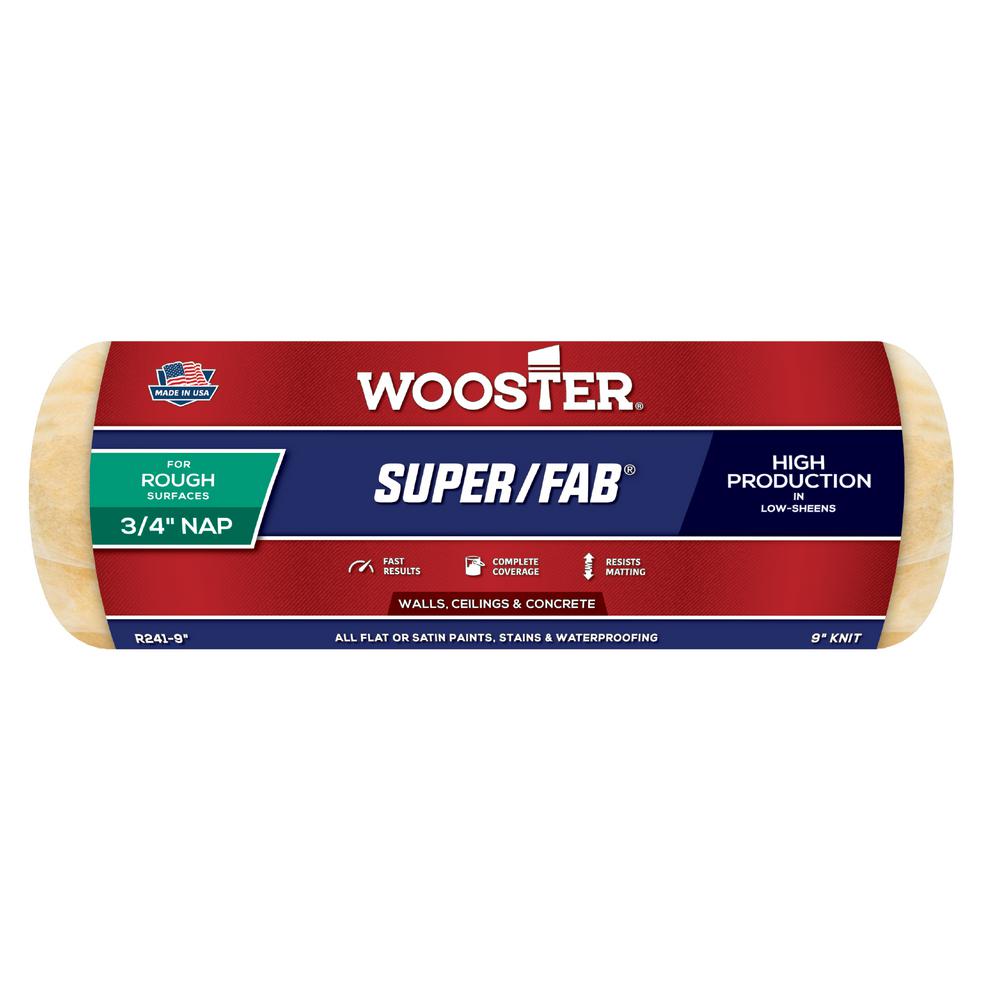 MADE IN USA
WOOSTER®
FOR
ROUGH
SURFACES
3/4" NAP
SUPER/FAB®
HIGH
PRODUCTION
IN
LOW-SHEENS
FAST
RESULTS
COMPLETE
COVERAGE
RESISTS
MATTING
WALLS, CEILINGS & CONCRETE
R241-9"
ALL FLAT OR SATIN PAINTS, STAINS & WATERPROOFING
9" KNIT